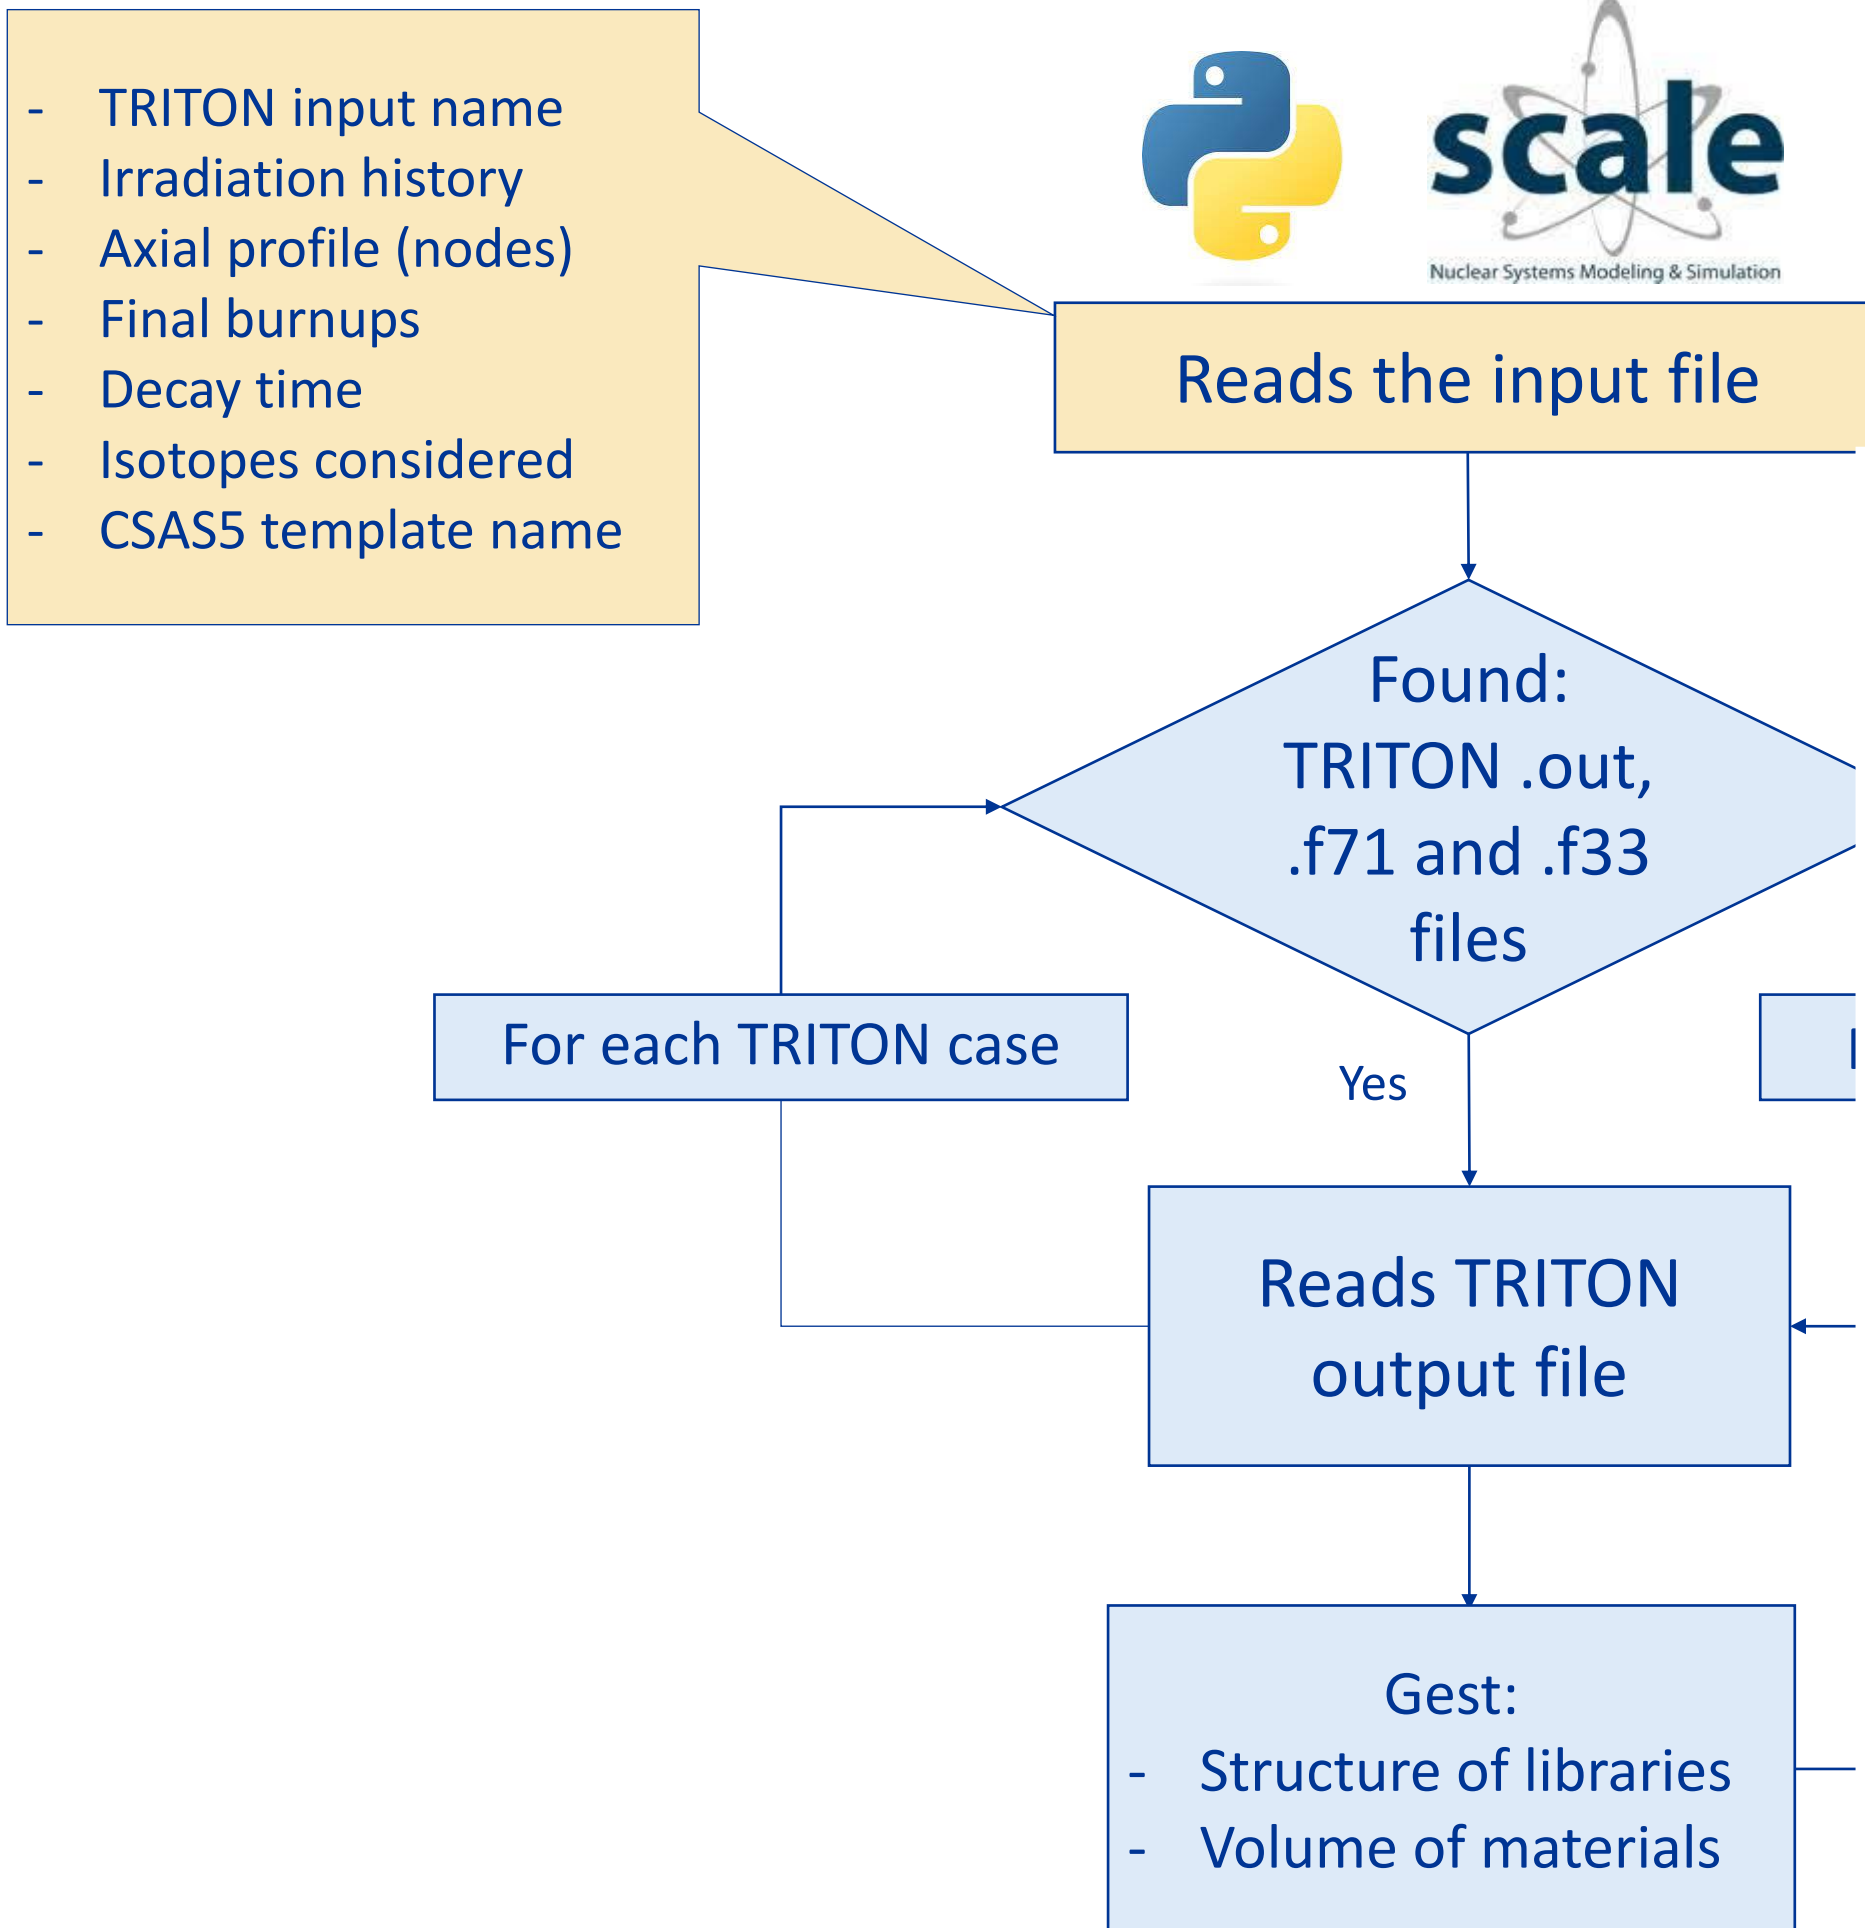 - TRITON input name
- Irradiation history
- Axial profile (nodes)
- Final burnups
- Decay time
- Isotopes considered
- CSAS5 template name
scale
Nuclear Systems Modeling & Simulation
Reads the input file
Found:
TRITON .out,
.f71 and .f33
files
For each TRITON case
Yes
Reads TRITON
output file
Gest:
- Structure of libraries
- Volume of materials